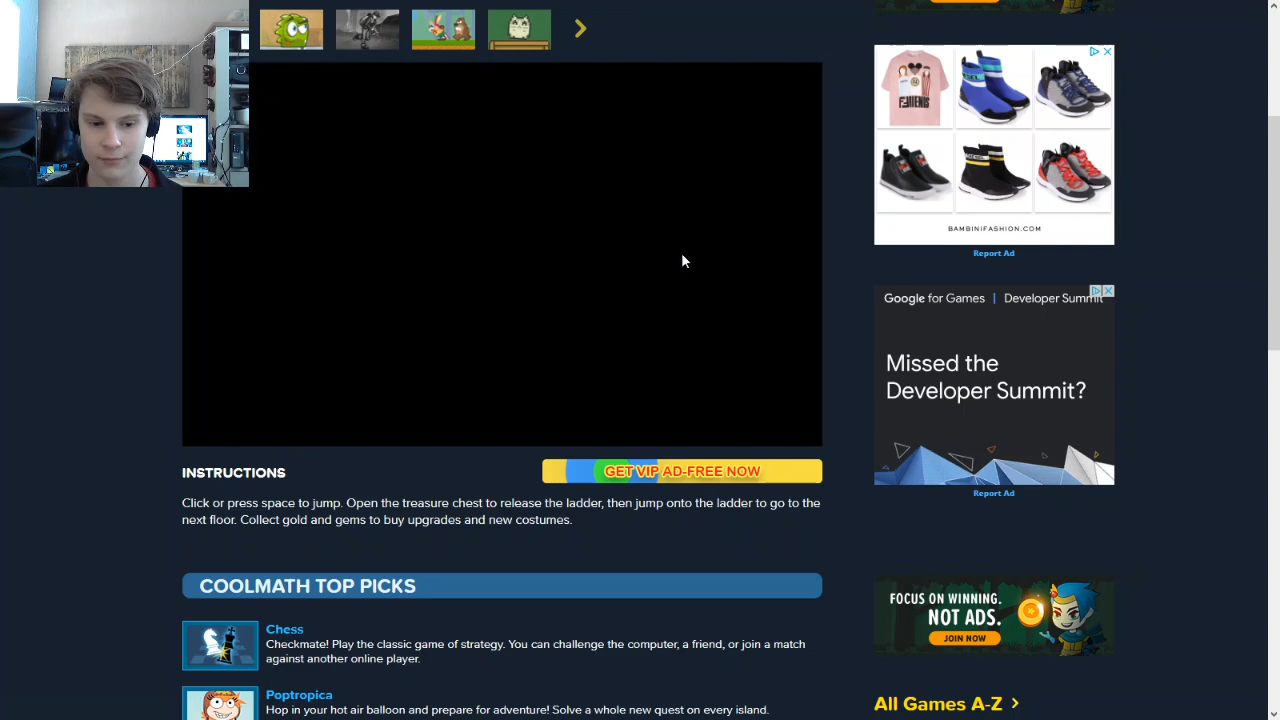 BAMBINIFASHION.COM
Report Ad
Google for Games | Developer Summit
Missed the
Developer Summit?
Report Ad
INSTRUCTIONS
GET VIP AD-FREE NOW
Click or press space to jump. Open the treasure chest to release the ladder, then jump onto the ladder to go to the
next floor. Collect gold and gems to buy upgrades and new costumes.
COOLMATH TOP PICKS
Chess
Checkmate! Play the classic game of strategy. You can challenge the computer, a friend, or join a match
against another online player.
Poptropica
Hop in your hot air balloon and prepare for adventure! Solve a whole new quest on every island.
FOCUS ON WINNING.
NOT ADS.
JOIN NOW
All Games A-Z